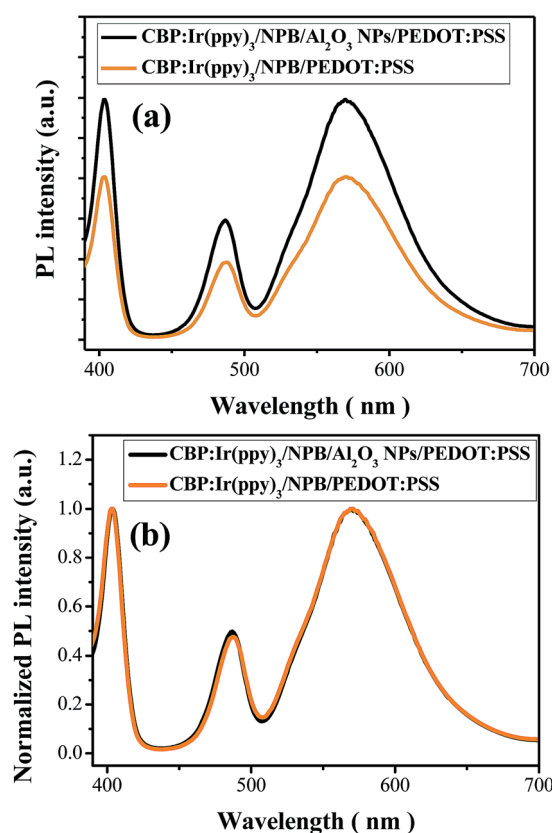 CBP:Ir(ppy)₃/NPB/Al₂O₃ NPs/PEDOT:PSS
CBP:Ir(ppy)₃/NPB/PEDOT:PSS
(a)
PL intensity (a.u.)
400 500 600 700
Wavelength ( nm )
CBP:Ir(ppy)₃/NPB/Al₂O₃ NPs/PEDOT:PSS
CBP:Ir(ppy)₃/NPB/PEDOT:PSS
(b)
Normalized PL intensity (a.u.)
1.2
1.0
0.8
0.6
0.4
0.2
0.0
400 500 600 700
Wavelength ( nm )